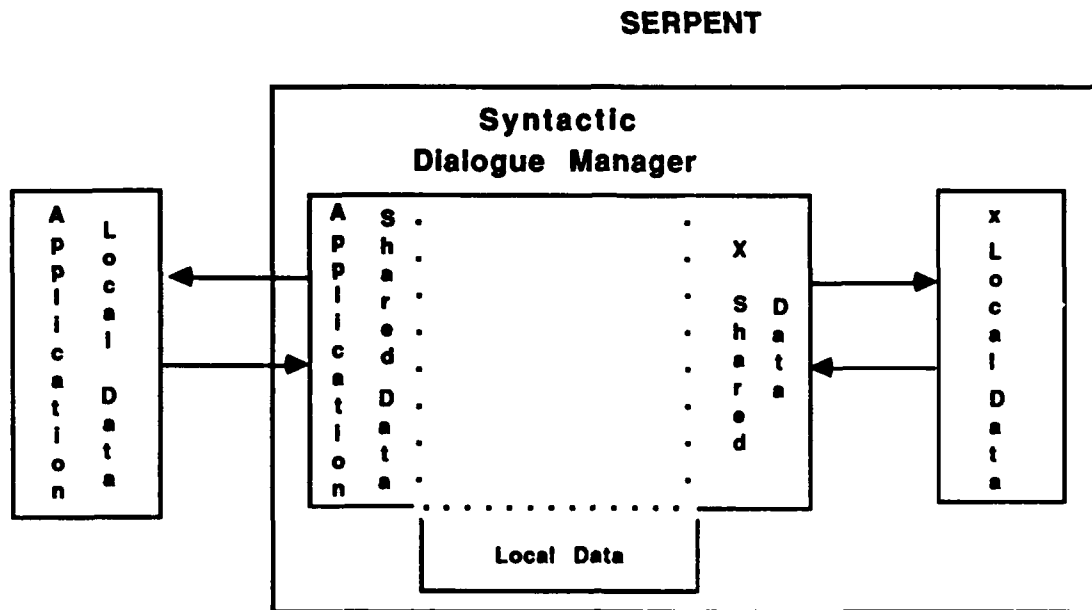 SERPENT
Syntactic
Dialogue Manager
Application
Local Data
Application
Shared Data
X Shared
Data
x Local Data
Local Data